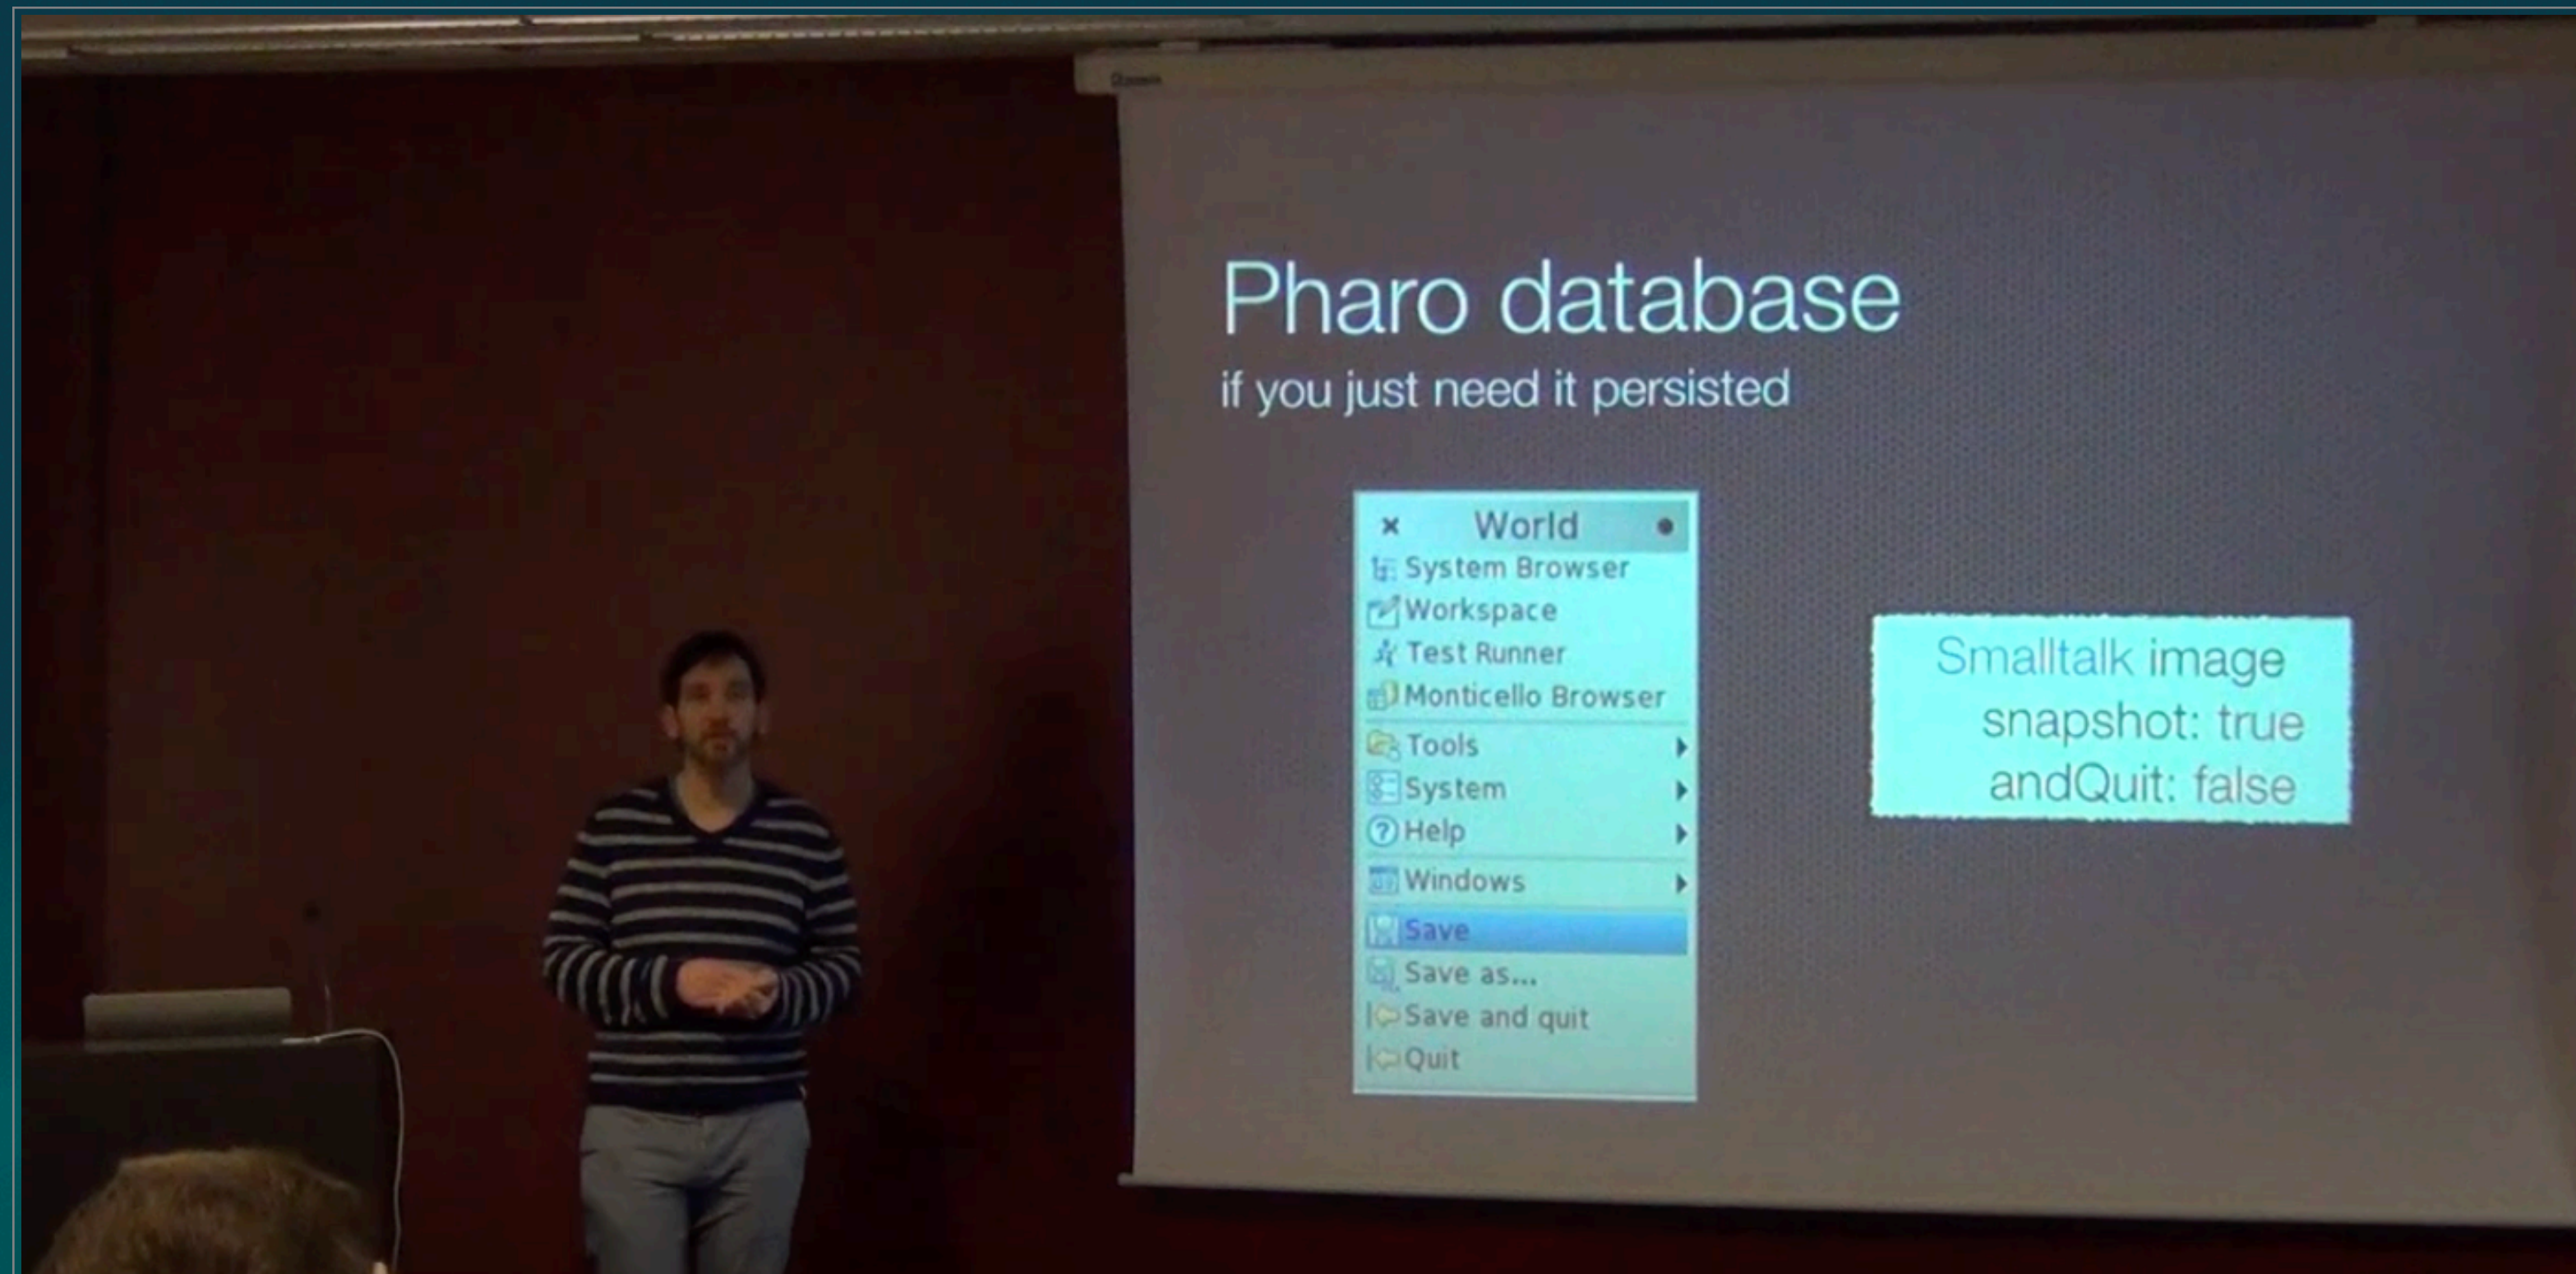 Pharo database
if you just need it persisted
World
System Browser
Workspace
Test Runner
Monticello Browser
Tools
System
Help
Windows
Save
Save as...
Save and quit
Quit
Smalltalk image
snapshot: true
andQuit: false